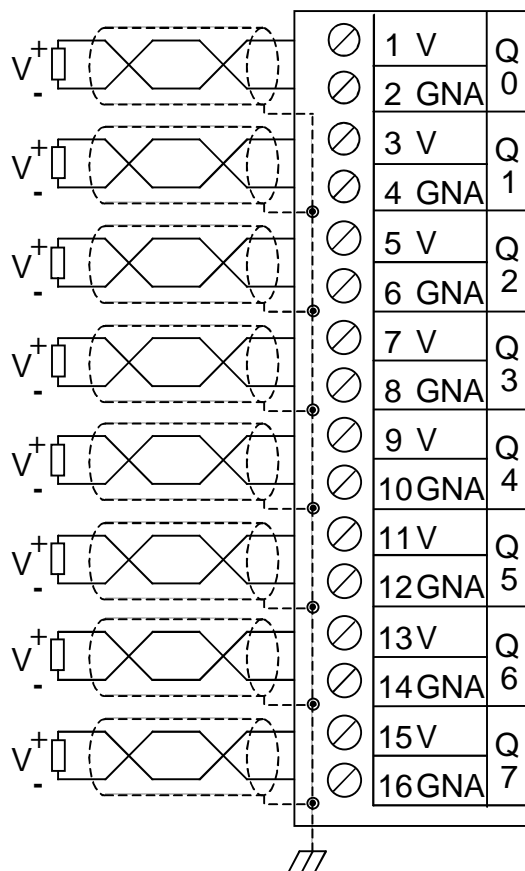 V + - 1 V Q 0
2 GNA
V + - 3 V Q 1
4 GNA
V + - 5 V Q 2
6 GNA
V + - 7 V Q 3
8 GNA
V + - 9 V Q 4
10 GNA
V + - 11 V Q 5
12 GNA
V + - 13 V Q 6
14 GNA
V + - 15 V Q 7
16 GNA